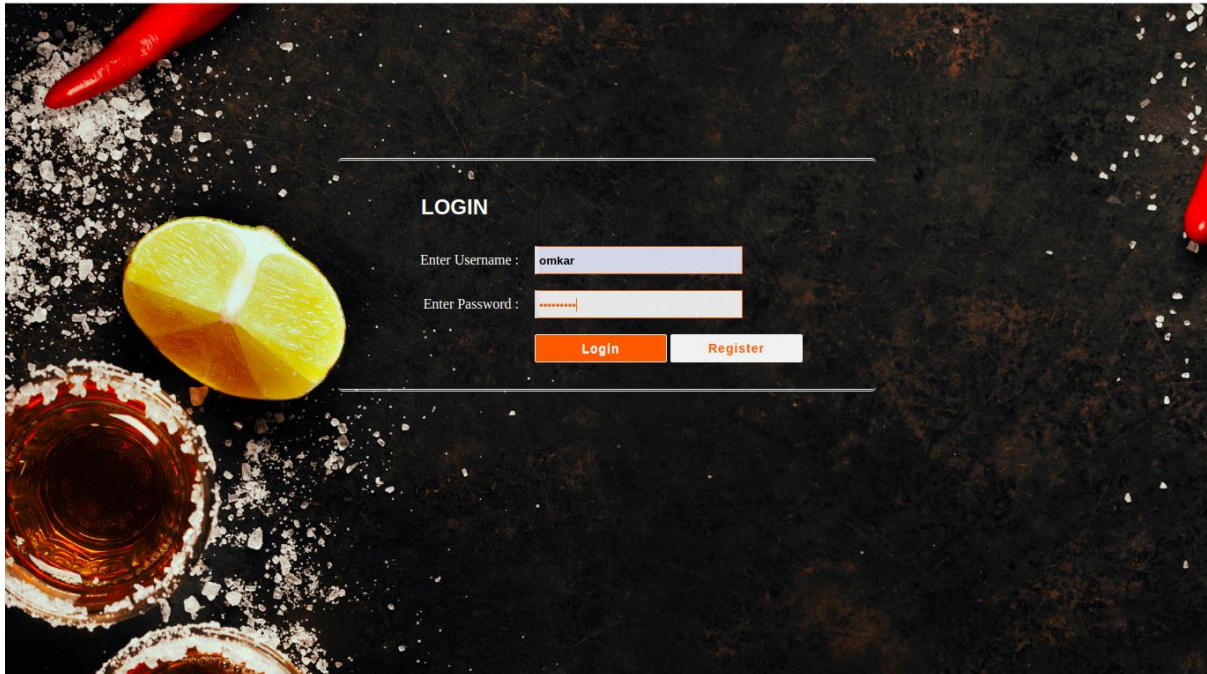 LOGIN
Enter Username : omkar
Enter Password : •••••••••
Login Register